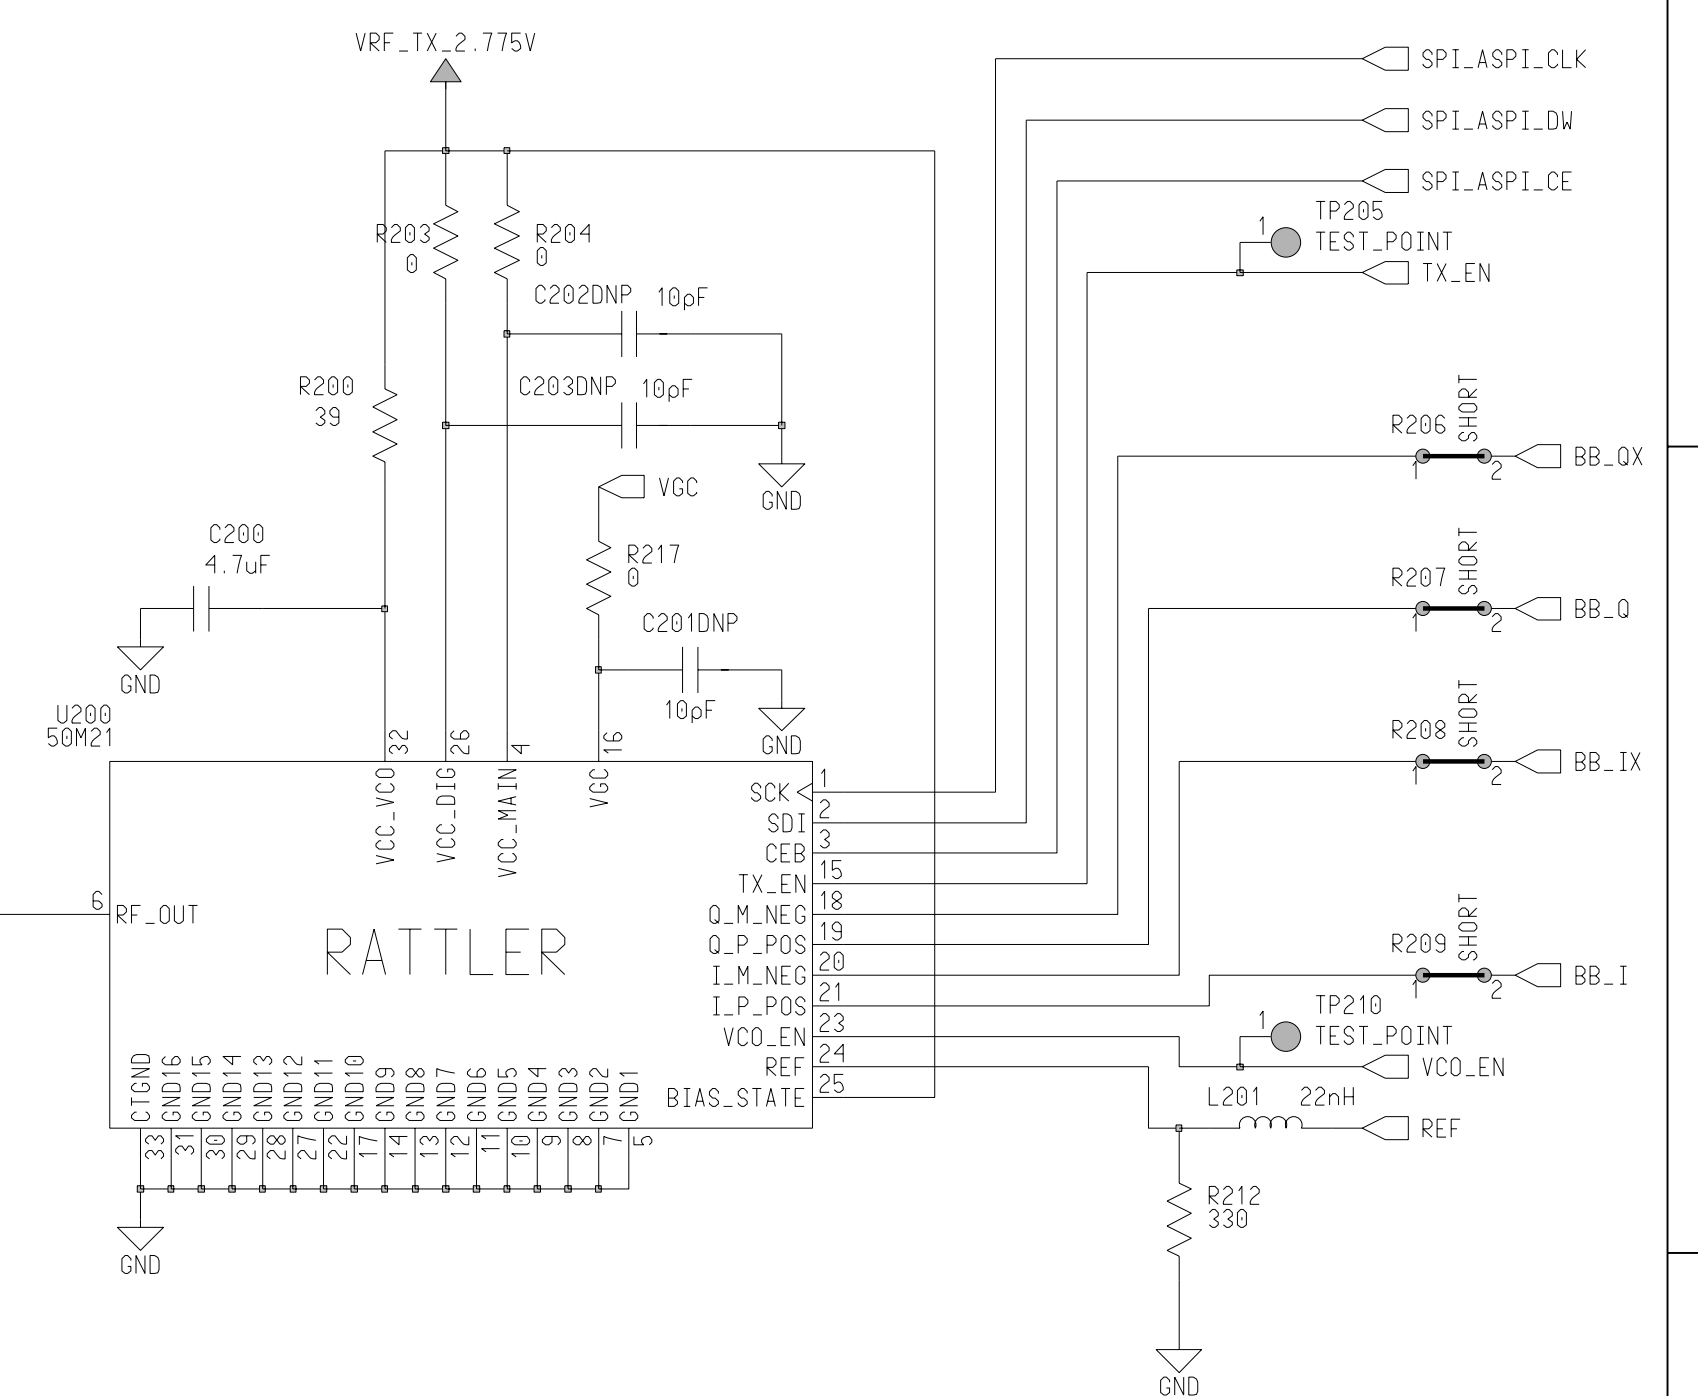 VRF_TX_2.775V
SPI_ASPI_CLK
SPI_ASPI_DW
SPI_ASPI_CE
TP205
1
TEST_POINT
TX_EN
R203
0
R204
0
C202DNP 10pF
C203DNP 10pF
R200
39
GND
VGC
R206
SHORT
1
2
BB_QX
C200
4.7uF
GND
R217
0
C201DNP
10pF
GND
R207
SHORT
1
2
BB_Q
U200
50M21
32
26
4
16
VCC_VCO
VCC_DIG
VCC_MAIN
VGC
R208
SHORT
1
2
BB_IX
SCK 1
SDI 2
CEB 3
TX_EN 15
Q_M_NEG 18
Q_P_POS 19
I_M_NEG 20
I_P_POS 21
VCO_EN 23
REF 24
BIAS_STATE 25
6
RF_OUT
RATTLER
R209
SHORT
1
2
BB_I
TP210
1
TEST_POINT
VCO_EN
L201 22nH
REF
CTGND
GND16
GND15
GND14
GND13
GND12
GND11
GND10
GND9
GND8
GND7
GND6
GND5
GND4
GND3
GND2
GND1
33
31
30
29
28
27
22
17
14
13
12
11
10
9
8
7
5
GND
R212
330
GND